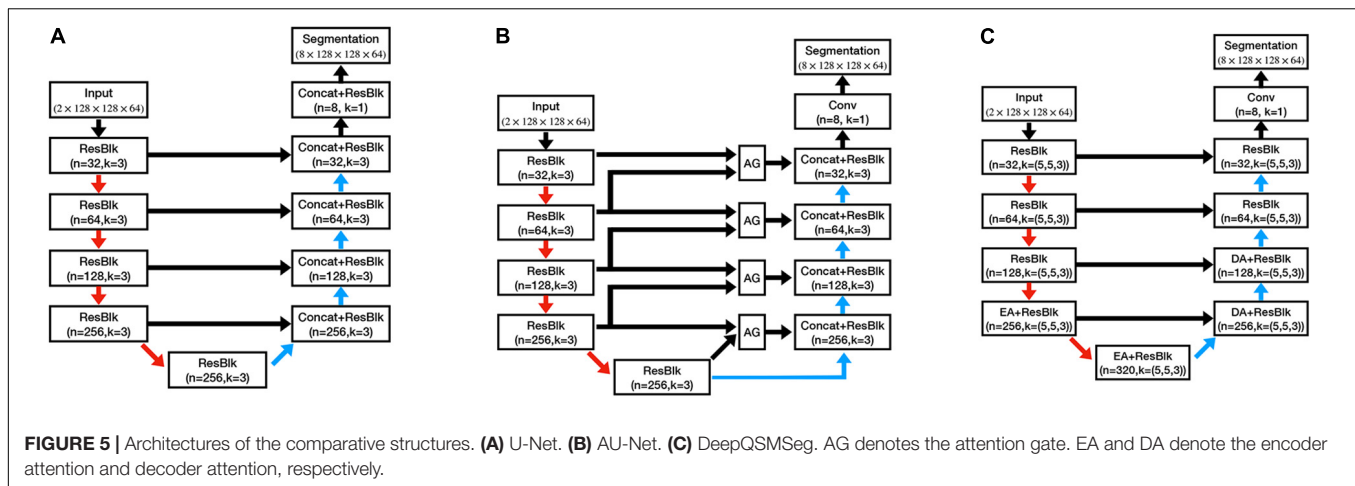 A
Segmentation
(8 × 128 × 128 × 64)
Concat+ResBlk
(n=8, k=1)
Input
(2 × 128 × 128 × 64)
ResBlk
(n=32,k=3)
Concat+ResBlk
(n=32,k=3)
ResBlk
(n=64,k=3)
Concat+ResBlk
(n=64,k=3)
ResBlk
(n=128,k=3)
Concat+ResBlk
(n=128,k=3)
ResBlk
(n=256,k=3)
Concat+ResBlk
(n=256,k=3)
ResBlk
(n=256,k=3)
B
Segmentation
(8 × 128 × 128 × 64)
Conv
(n=8, k=1)
Input
(2 × 128 × 128 × 64)
ResBlk
(n=32,k=3)
AG
Concat+ResBlk
(n=32,k=3)
ResBlk
(n=64,k=3)
AG
Concat+ResBlk
(n=64,k=3)
ResBlk
(n=128,k=3)
AG
Concat+ResBlk
(n=128,k=3)
ResBlk
(n=256,k=3)
AG
Concat+ResBlk
(n=256,k=3)
ResBlk
(n=256,k=3)
C
Segmentation
(8 × 128 × 128 × 64)
Conv
(n=8, k=1)
Input
(2 × 128 × 128 × 64)
ResBlk
(n=32,k=(5,5,3))
ResBlk
(n=32,k=(5,5,3))
ResBlk
(n=64,k=(5,5,3))
ResBlk
(n=64,k=(5,5,3))
ResBlk
(n=128,k=(5,5,3))
DA+ResBlk
(n=128,k=(5,5,3))
EA+ResBlk
(n=256,k=(5,5,3))
DA+ResBlk
(n=256,k=(5,5,3))
EA+ResBlk
(n=320,k=(5,5,3))
FIGURE 5 | Architectures of the comparative structures. (A) U-Net. (B) AU-Net. (C) DeepQSMSeg. AG denotes the attention gate. EA and DA denote the encoder
attention and decoder attention, respectively.